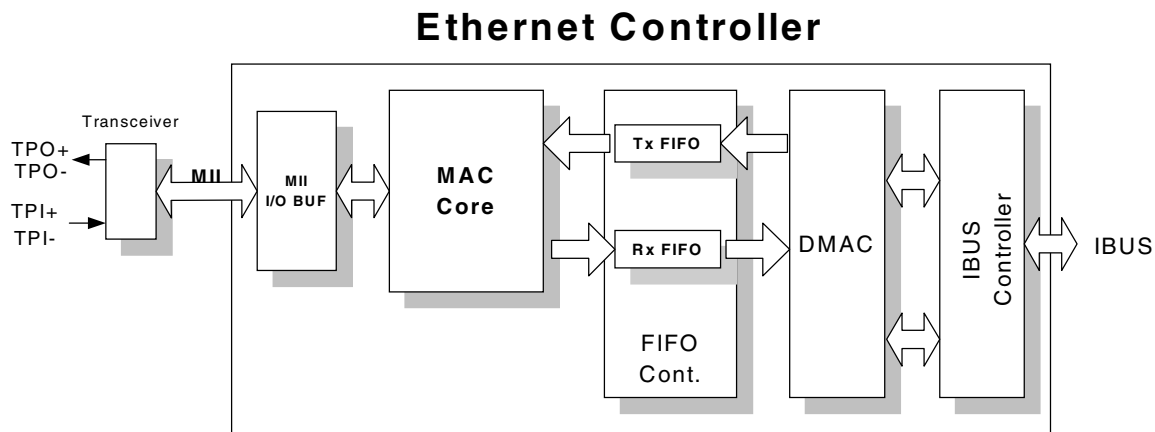 Ethernet Controller
Transceiver
TPO+
TPO-
TPI+
TPI-
MII
MII
I/O BUF
MAC
Core
Tx FIFO
Rx FIFO
FIFO
Cont.
DMAC
IBUS
Controller
IBUS